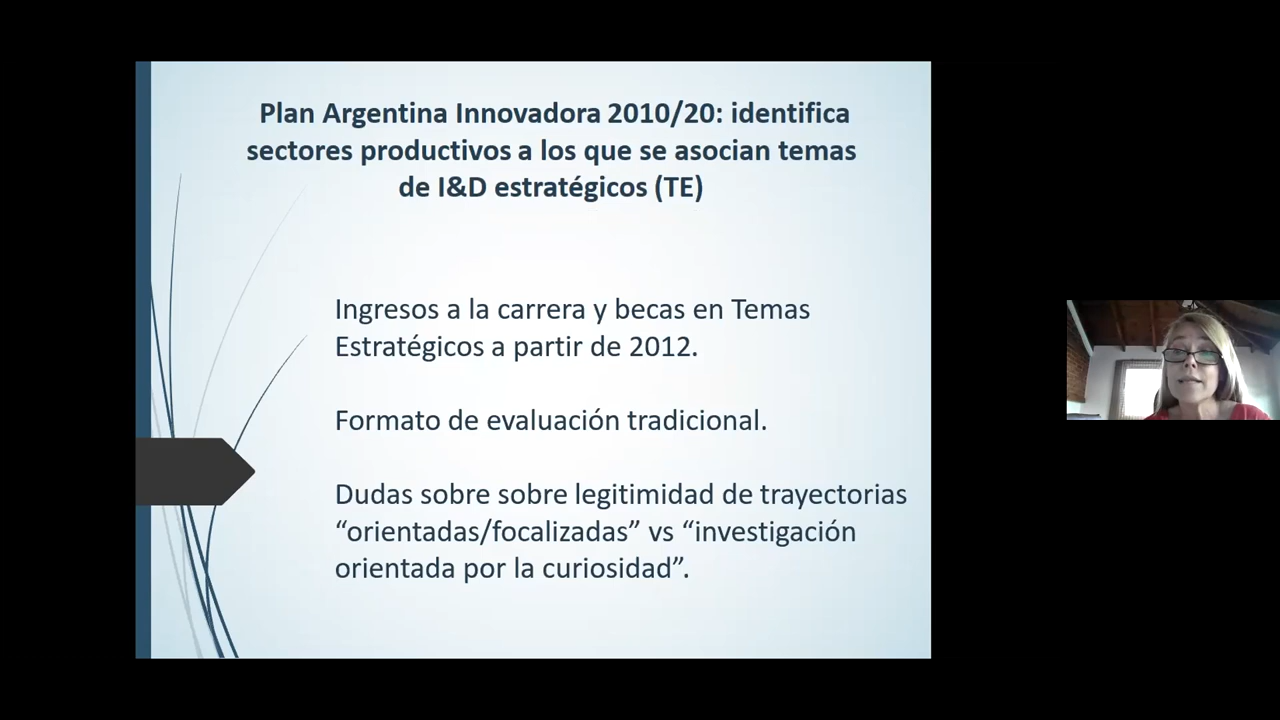 Plan Argentina Innovadora 2010/20: identifica
sectores productivos a los que se asocian temas
de I&D estratégicos (TE)
Ingresos a la carrera y becas en Temas
Estratégicos a partir de 2012.
Formato de evaluación tradicional.
Dudas sobre sobre legitimidad de trayectorias
“orientadas/focalizadas” vs “investigación
orientada por la curiosidad”.